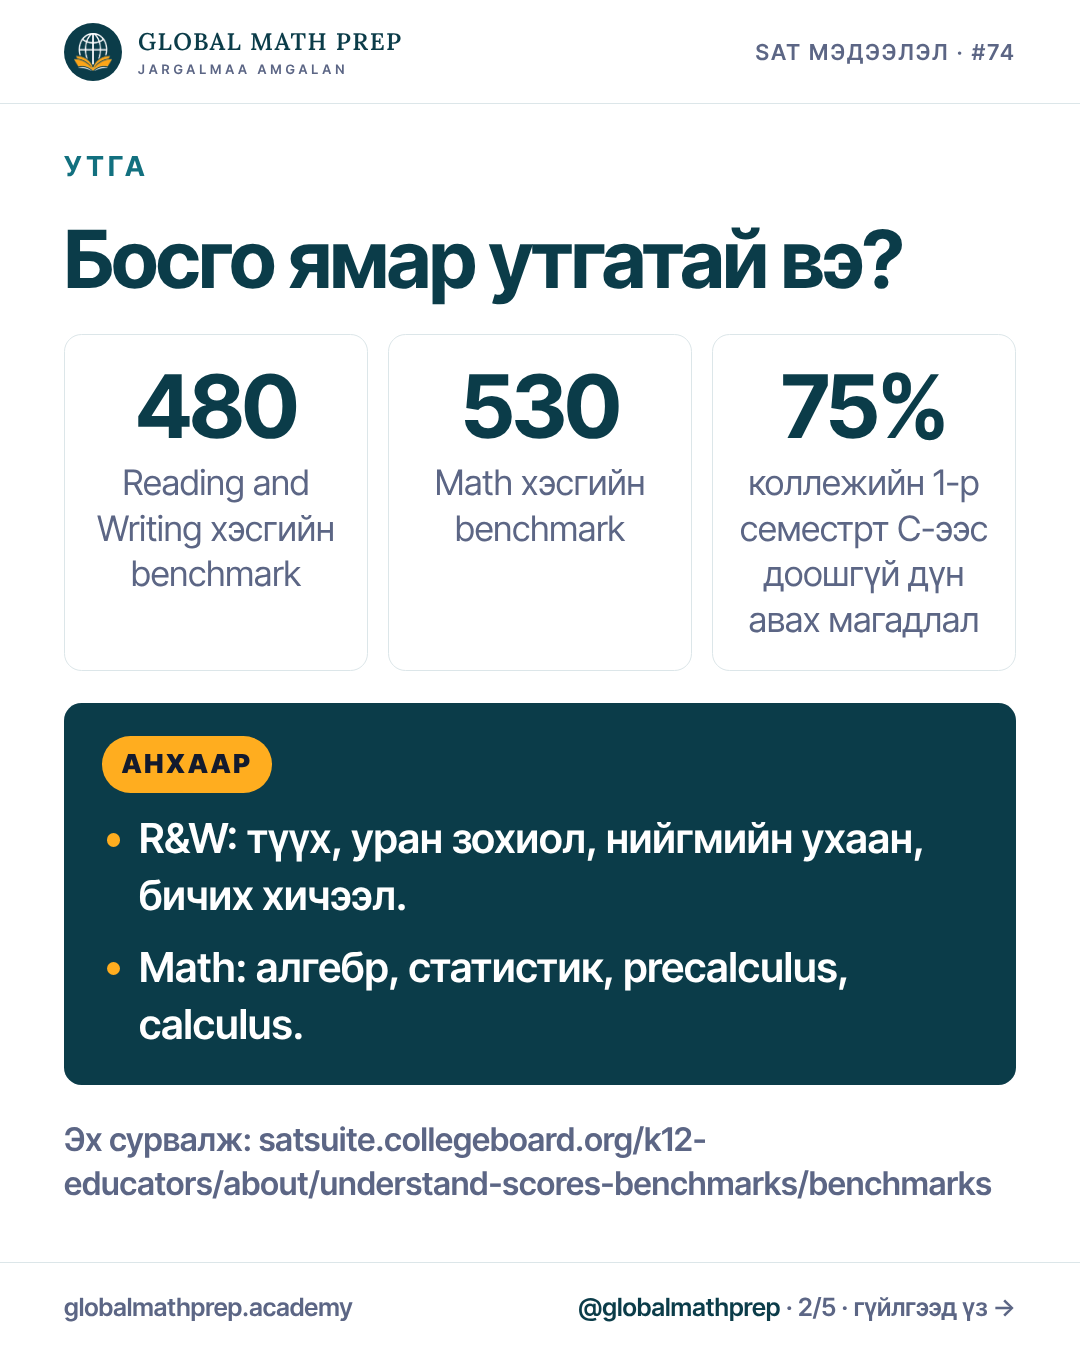 GLOBAL MATH PREP
JARGALMAA AMGALAN
SAT МЭДЭЭЛЭЛ · #74
УТГА
Босго ямар утгатай вэ?
480
Reading and
Writing хэсгийн
benchmark
530
Math хэсгийн
benchmark
75%
коллежийн 1-р
семестрт C-ээс
доошгүй дүн
авах магадлал
АНХААР
• R&W: түүх, уран зохиол, нийгмийн ухаан,
бичих хичээл.
• Math: алгебр, статистик, precalculus,
calculus.
Эх сурвалж: satsuite.collegeboard.org/k12-
educators/about/understand-scores-benchmarks/benchmarks
globalmathprep.academy
@globalmathprep · 2/5 · гүйлгээд үз →